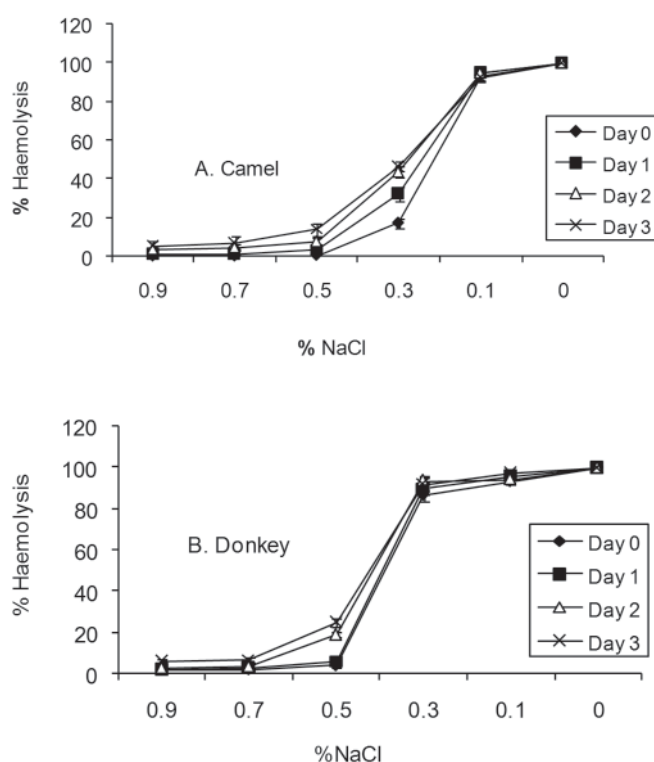 120
100
80
60
40
20
0
% Haemolysis
A. Camel
Day 0
Day 1
Day 2
Day 3
0.9 0.7 0.5 0.3 0.1 0
% NaCl
120
100
80
60
40
20
0
% Haemolysis
B. Donkey
Day 0
Day 1
Day 2
Day 3
0.9 0.7 0.5 0.3 0.1 0
%NaCl